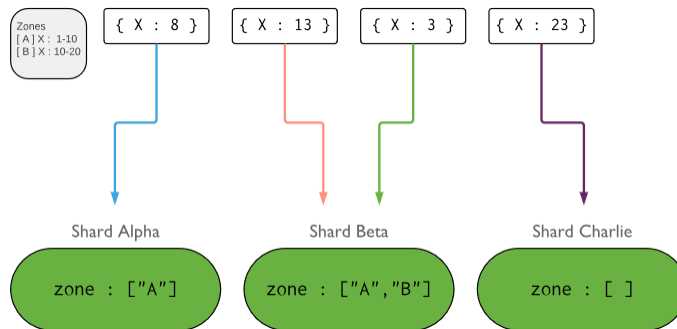 Zones
[ A ] X : 1-10
[ B ] X : 10-20
{ X : 8 }
{ X : 13 }
{ X : 3 }
{ X : 23 }
Shard Alpha
Shard Beta
Shard Charlie
zone : ["A"]
zone : ["A","B"]
zone : [ ]